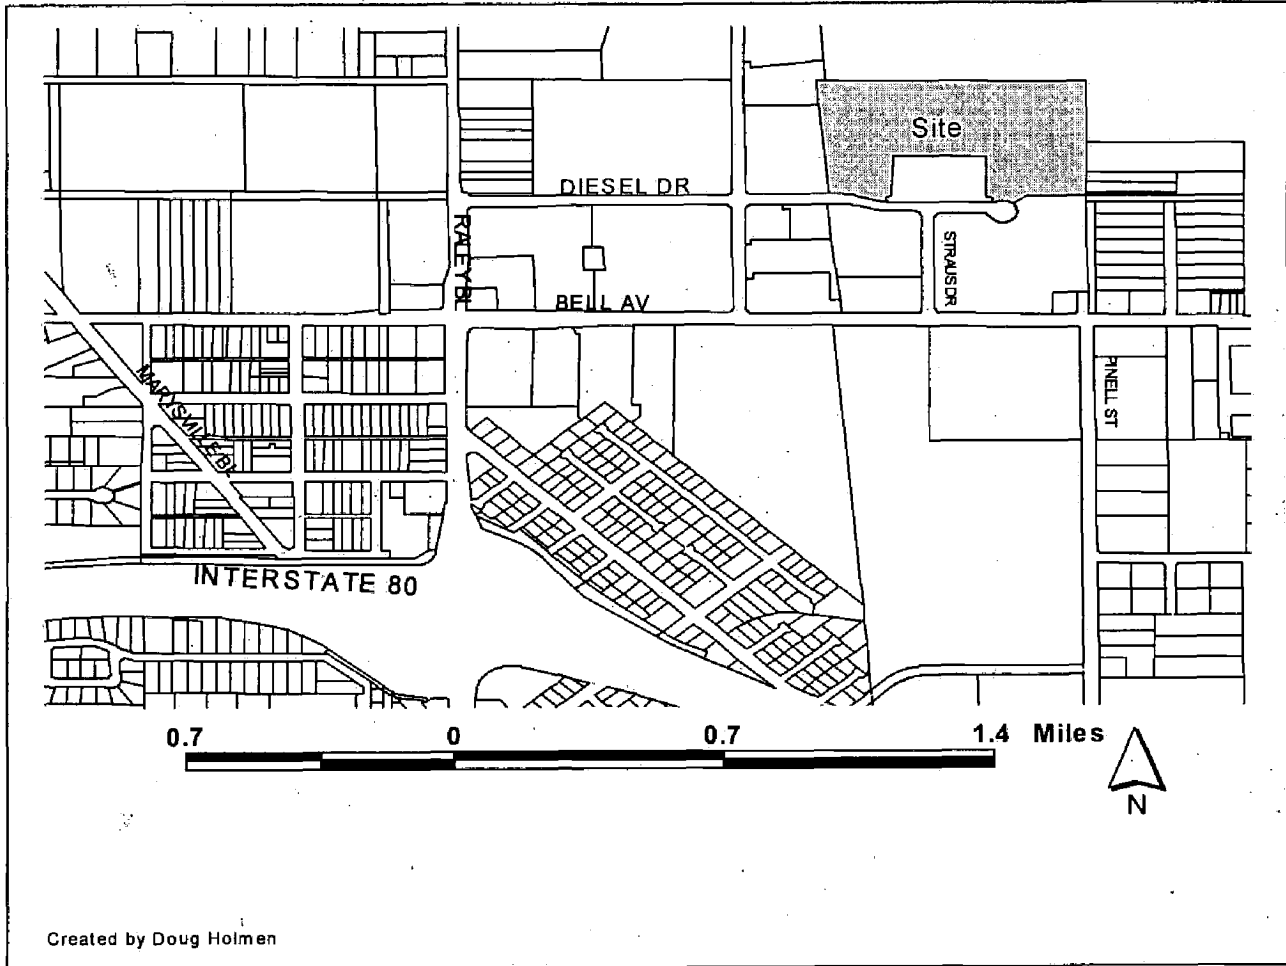 Site
DIESEL DR
RALEY BL
STRAUS DR
BELL AV
MARYSVILLE BL
PINELL ST
INTERSTATE 80
0.7 0 0.7 1.4 Miles
N
Created by Doug Holmen